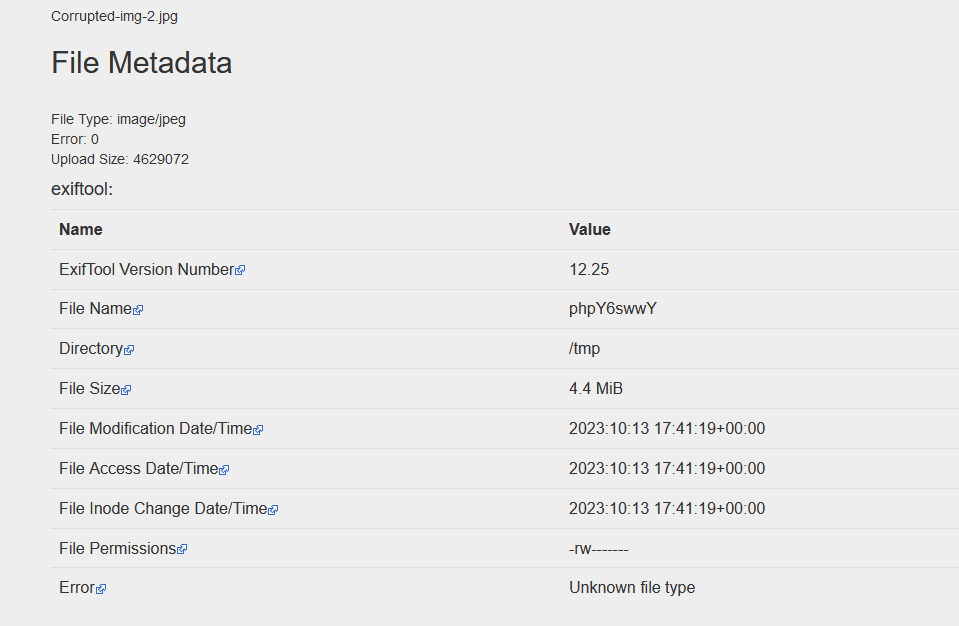 Corrupted-img-2.jpg
File Metadata
File Type: image/jpeg
Error: 0
Upload Size: 4629072
exiftool:
Name Value
ExifTool Version Number 12.25
File Name phpY6swwY
Directory /tmp
File Size 4.4 MiB
File Modification Date/Time 2023:10:13 17:41:19+00:00
File Access Date/Time 2023:10:13 17:41:19+00:00
File Inode Change Date/Time 2023:10:13 17:41:19+00:00
File Permissions -rw-------
Error Unknown file type